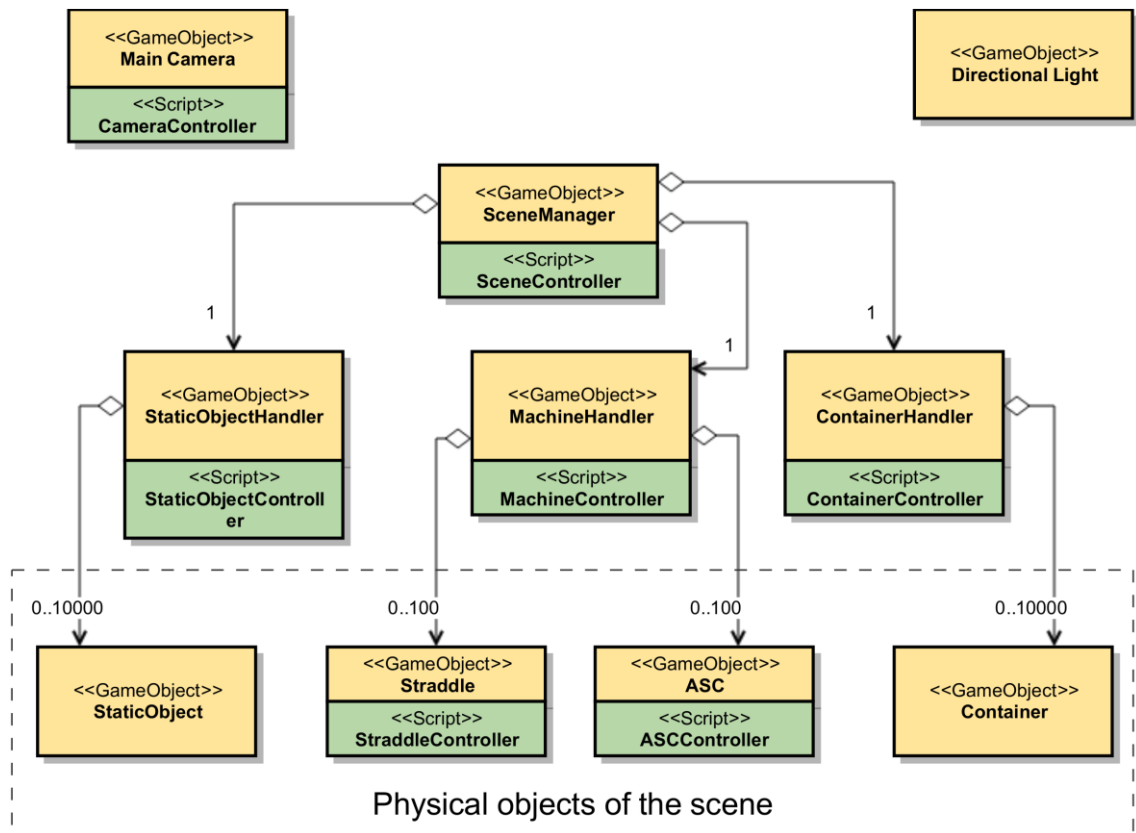 <<GameObject>>
Main Camera
<<Script>>
CameraController
<<GameObject>>
Directional Light
<<GameObject>>
SceneManager
<<Script>>
SceneController
1
1
1
<<GameObject>>
StaticObjectHandler
<<Script>>
StaticObjectControll
er
<<GameObject>>
MachineHandler
<<Script>>
MachineController
<<GameObject>>
ContainerHandler
<<Script>>
ContainerController
0..10000
0..100
0..100
0..10000
<<GameObject>>
StaticObject
<<GameObject>>
Straddle
<<Script>>
StraddleController
<<GameObject>>
ASC
<<Script>>
ASCController
<<GameObject>>
Container
Physical objects of the scene